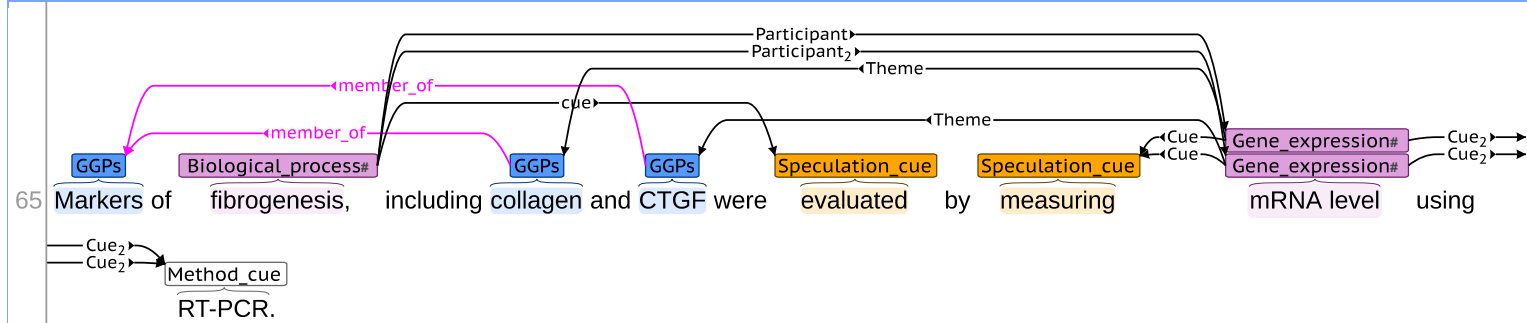 Participant
Participant2
Theme
member_of
cue
Theme
member_of
Cue Cue2
Cue Cue2
GGPs Biological_process# GGPs GGPs Speculation_cue Speculation_cue Gene_expression#
Gene_expression#
65 Markers of fibrogenesis, including collagen and CTGF were evaluated by measuring mRNA level using
Cue2
Cue2
Method_cue
RT-PCR.